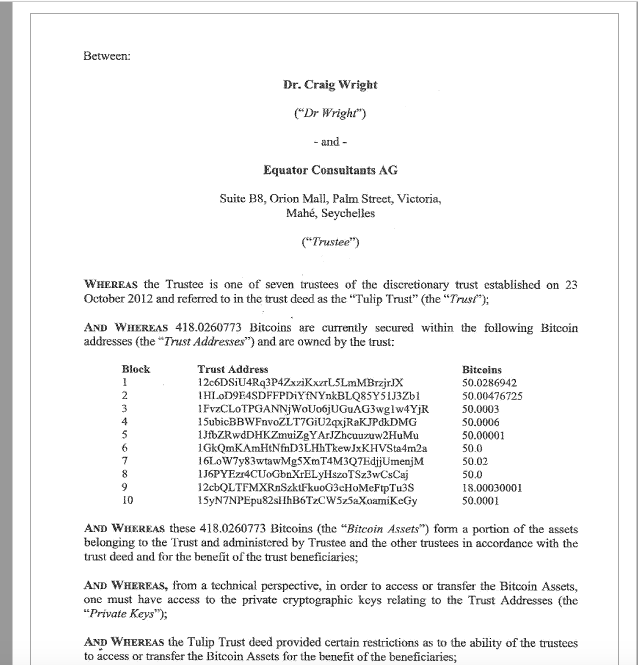 Between:
Dr. Craig Wright
("Dr Wright")
- and -
Equator Consultants AG
Suite B8, Orion Mall, Palm Street, Victoria,
Mahé, Seychelles
("Trustee")
WHEREAS the Trustee is one of seven trustees of the discretionary trust established on 23
October 2012 and referred to in the trust deed as the "Tulip Trust" (the "Trust");
AND WHEREAS 418.0260773 Bitcoins are currently secured within the following Bitcoin
addresses (the "Trust Addresses") and are owned by the trust:
Block Trust Address Bitcoins
1 12c6DSiU4Rq3P4ZxziKxzrL5LmMBrzjrJX 50.0286942
2 1HLoD9E4SDFFPDiYfNYnkBLQ85Y51J3Zb1 50.00476725
3 1FvzCLoTPGANNjWoUo6jUGuAG3wg1w4YjR 50.0003
4 15ubicBBWFnvoZLT7GiU2qxjRaKJPdkDMG 50.0006
5 1JfbZRwdDHKZmuiZgYArJZhcuuzuw2HuMu 50.00001
6 1GkQmKAmHtNfnD3LHhTkewJxKHVSta4m2a 50.0
7 16LoW7y83wtawMg5XmT4M3Q7EdjjUmenjM 50.02
8 1J6PYEzr4CUoGbnXrELyHszoTSz3wCsCaj 50.0
9 12cbQLTFMXRnSzktFkuoG3eHoMeFtpTu3S 18.00030001
10 15yN7NPEpu82sHhB6TzCW5z5aXoamiKeGy 50.0001
AND WHEREAS these 418.0260773 Bitcoins (the "Bitcoin Assets") form a portion of the assets
belonging to the Trust and administered by Trustee and the other trustees in accordance with the
trust deed and for the benefit of the trust beneficiaries;
AND WHEREAS, from a technical perspective, in order to access or transfer the Bitcoin Assets,
one must have access to the private cryptographic keys relating to the Trust Addresses (the
"Private Keys");
AND WHEREAS the Tulip Trust deed provided certain restrictions as to the ability of the trustees
to access or transfer the Bitcoin Assets for the benefit of the beneficiaries;